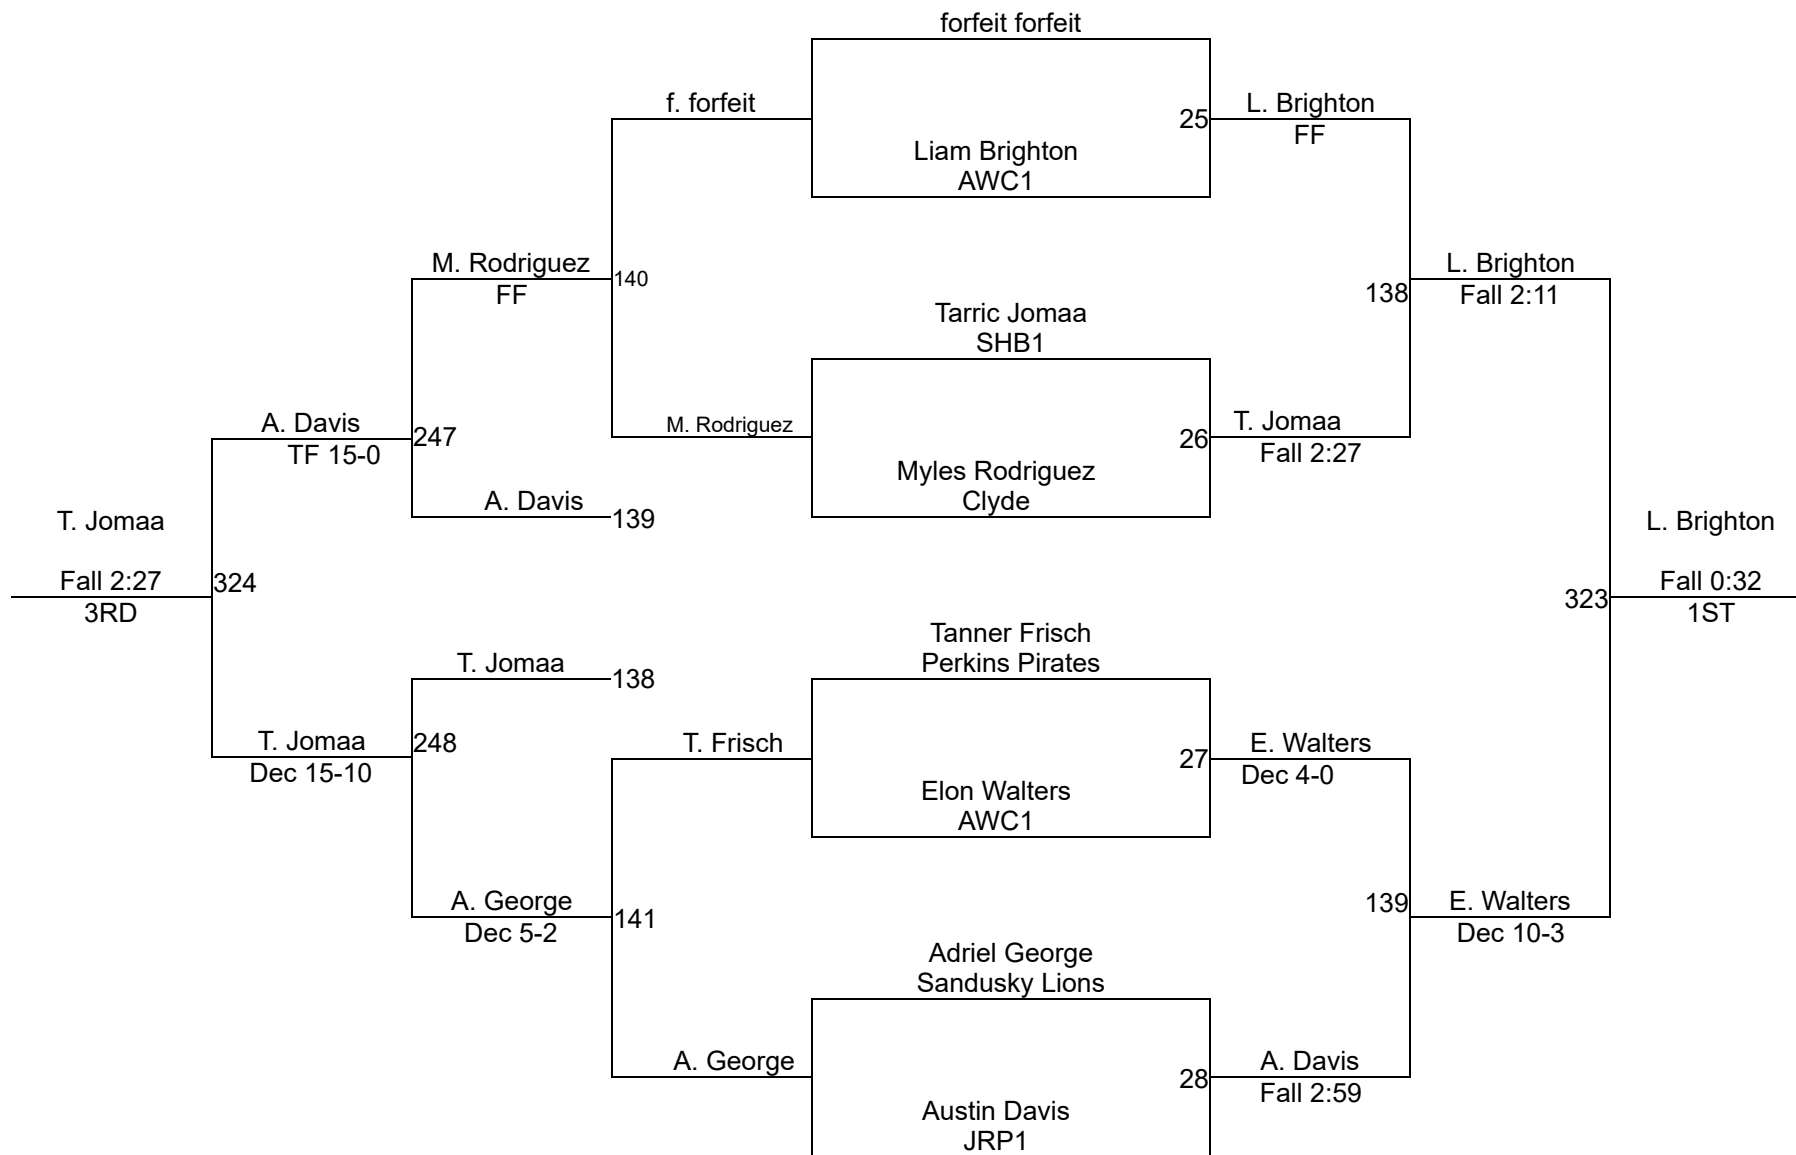 forfeit forfeit
f. forfeit
25
L. Brighton
FF
Liam Brighton
AWC1
M. Rodriguez
FF
140
L. Brighton
Fall 2:11
138
Tarric Jomaa
SHB1
A. Davis
TF 15-0
247
M. Rodriguez
26
T. Jomaa
Fall 2:27
Myles Rodriguez
Clyde
A. Davis
139
T. Jomaa
Fall 2:27
3RD
324
L. Brighton
Fall 0:32
1ST
323
Tanner Frisch
Perkins Pirates
T. Jomaa
138
T. Jomaa
Dec 15-10
248
T. Frisch
27
E. Walters
Dec 4-0
Elon Walters
AWC1
A. George
Dec 5-2
141
139
E. Walters
Dec 10-3
Adriel George
Sandusky Lions
A. George
28
A. Davis
Fall 2:59
Austin Davis
JRP1